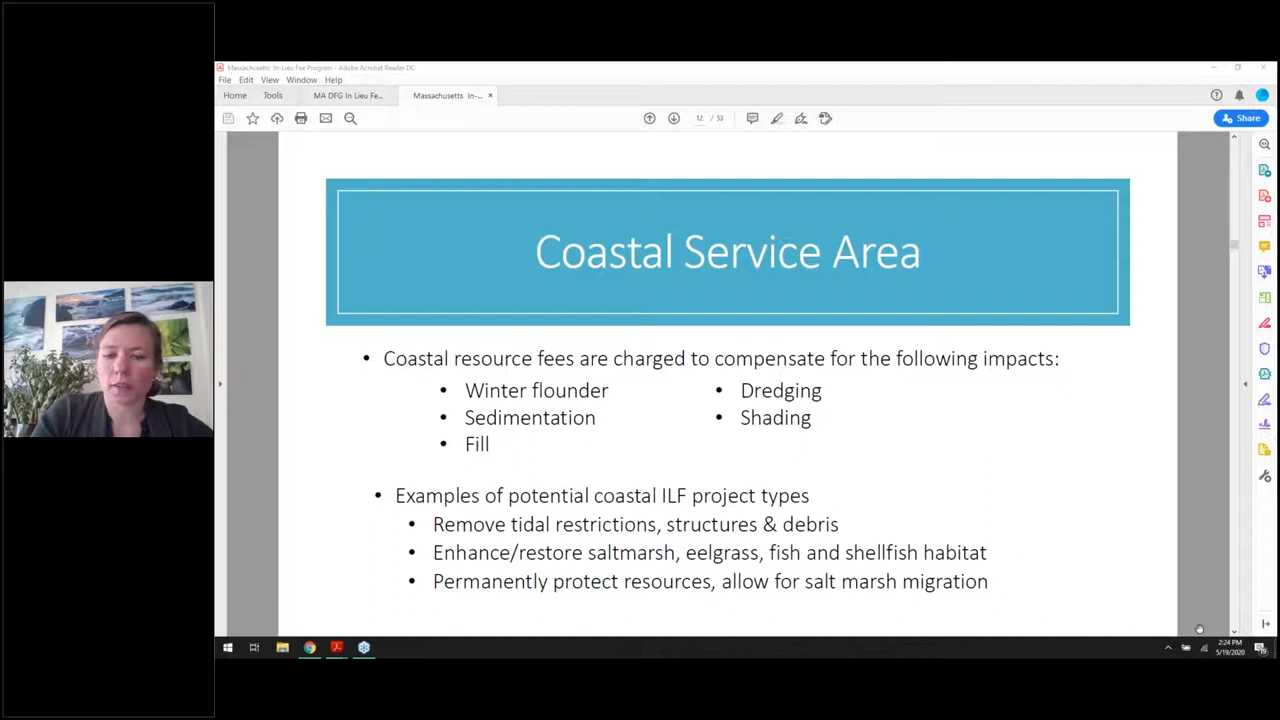 Massachusetts In-Lieu Fee Program - Adobe Acrobat Reader DC
File Edit View Window Help
Home Tools MA DFG In Lieu Fe... Massachusetts In-... ×
12 / 53
Share
Coastal Service Area
• Coastal resource fees are charged to compensate for the following impacts:
• Winter flounder • Dredging
• Sedimentation • Shading
• Fill
• Examples of potential coastal ILF project types
• Remove tidal restrictions, structures & debris
• Enhance/restore saltmarsh, eelgrass, fish and shellfish habitat
• Permanently protect resources, allow for salt marsh migration
2:24 PM
5/19/2020